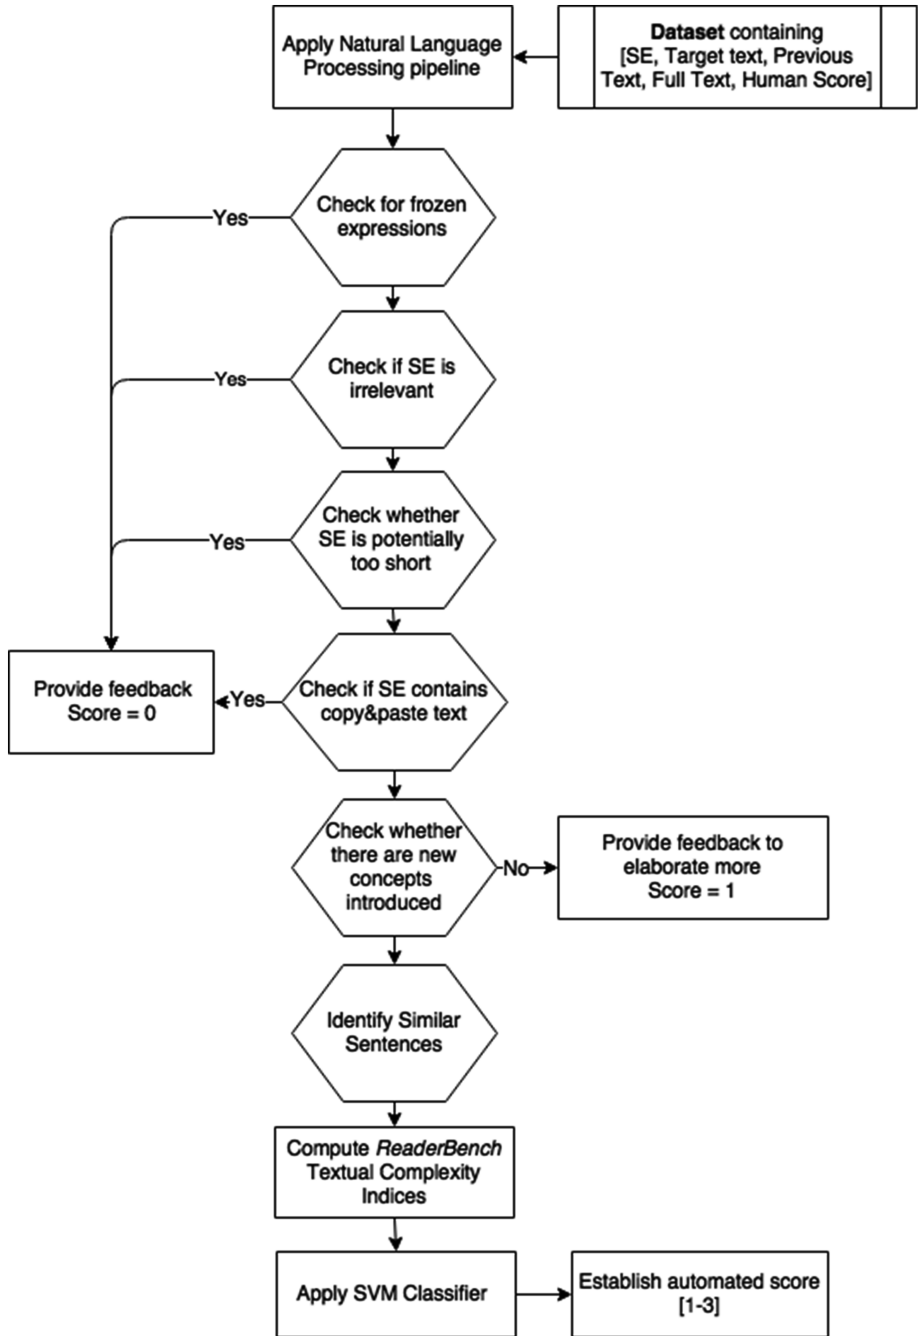 Apply Natural Language
Processing pipeline
Dataset containing
[SE, Target text, Previous
Text, Full Text, Human Score]
Check for frozen
expressions
Yes
Check if SE is
irrelevant
Yes
Check whether
SE is potentially
too short
Yes
Provide feedback
Score = 0
Yes
Check if SE contains
copy&paste text
Check whether
there are new
concepts
introduced
No
Provide feedback to
elaborate more
Score = 1
Identify Similar
Sentences
Compute ReaderBench
Textual Complexity
Indices
Apply SVM Classifier
Establish automated score
[1-3]